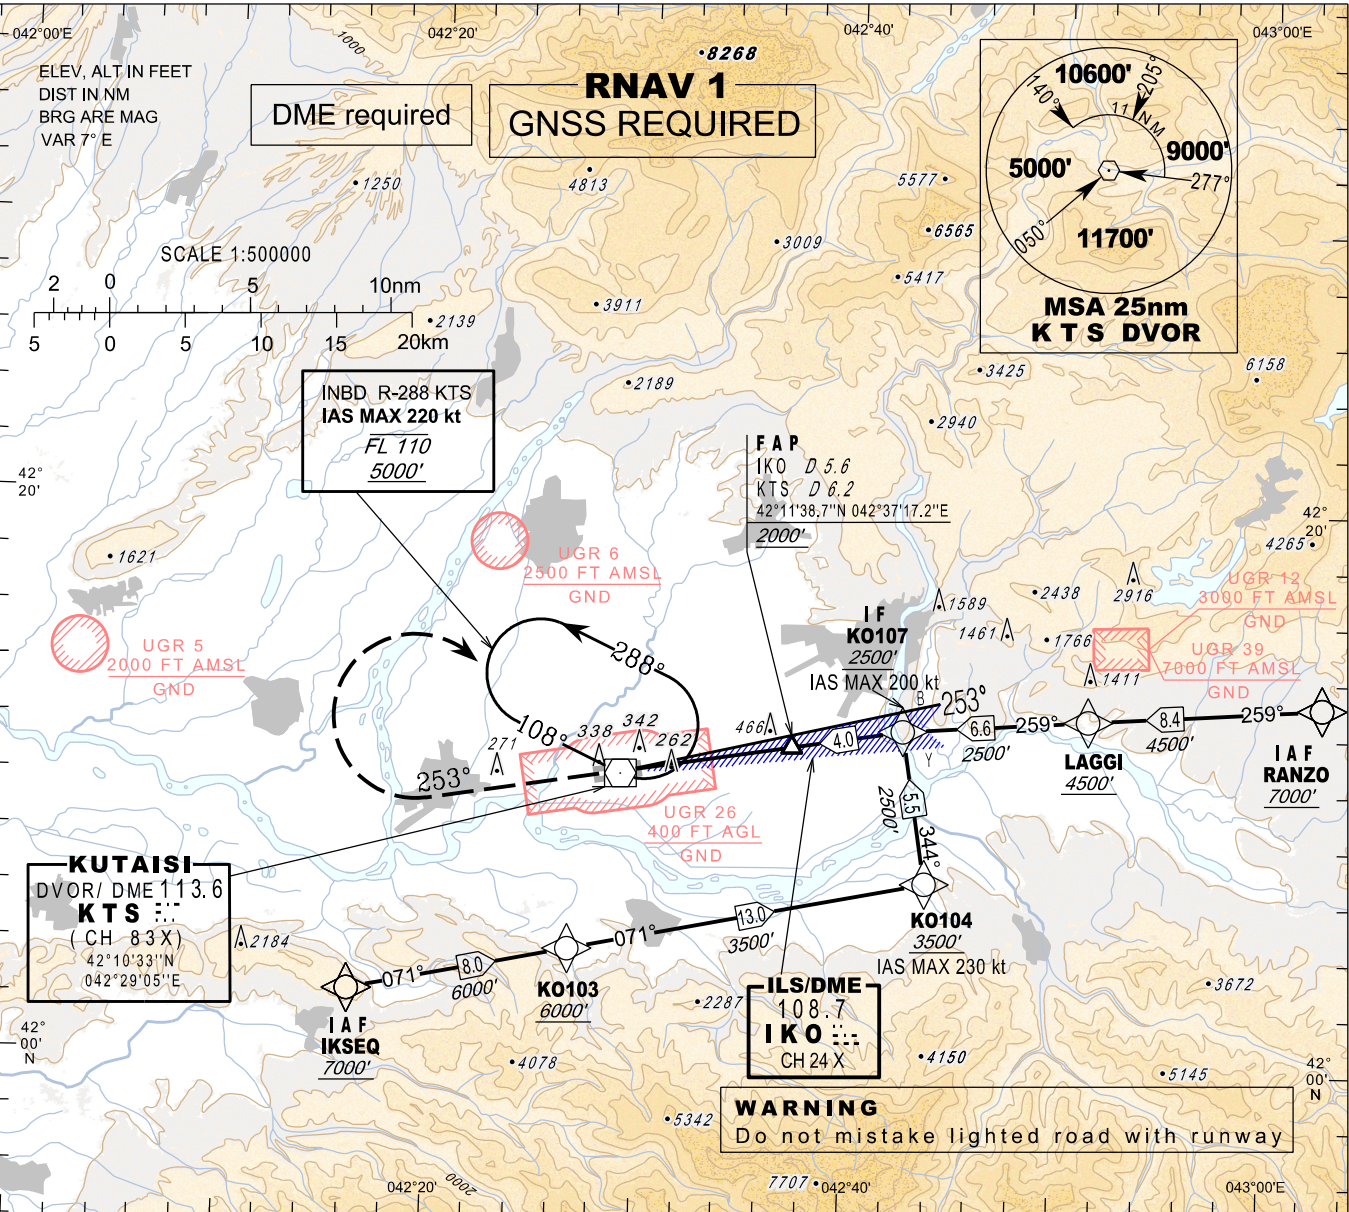 042°00'E
042°20'
042°40'
043°00'E
ELEV, ALT IN FEET
DIST IN NM
BRG ARE MAG
VAR 7° E
DME required
RNAV 1
GNSS REQUIRED
1000
8268
10600'
140°
205°
11 NM
9000'
5000'
277°
050°
11700'
MSA 25nm
KTS DVOR
1250
4813
5577
6565
3009
5417
SCALE 1:500000
2 0 5 10nm
5 0 5 10 15 20km
3911
2139
2189
3425
6158
2940
INBD R-288 KTS
IAS MAX 220 kt
FL 110
5000'
FAP
IKO D 5.6
KTS D 6.2
42°11'38.7"N 042°37'17.2"E
2000'
42°
20'
42°
20'
4265
1621
UGR 6
2500 FT AMSL
GND
UGR 5
2000 FT AMSL
GND
UGR 12
3000 FT AMSL
GND
UGR 39
7000 FT AMSL
GND
1589
2438
2916
1461
1766
1411
IF
KO107
2500'
IAS MAX 200 kt
288°
108°
338
342
262
271
466
253°
253°
B
Y
4.0
6.6
2500'
259°
8.4
4500'
259°
LAGGI
4500'
IAF
RANZO
7000'
UGR 26
400 FT AGL
GND
5.5
2500'
344°
KUTAISI
DVOR/ DME 113.6
KTS
(CH 83X)
42°10'33"N
042°29'05"E
2184
KO104
3500'
IAS MAX 230 kt
13.0
3500'
071°
071°
8.0
6000'
KO103
6000'
IAF
IKSEQ
7000'
ILS/DME
108.7
IKO
CH 24 X
2287
3672
4150
4078
5145
5342
7707
42°
00'
N
42°
00'
N
WARNING
Do not mistake lighted road with runway
2000
042°20'
042°40'
043°00'E